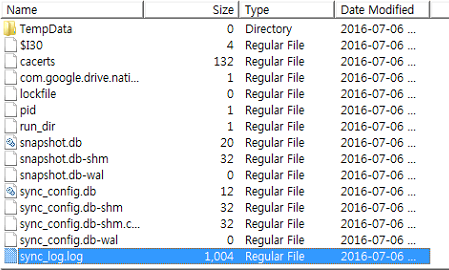 Name Size Type Date Modified
TempData 0 Directory 2016-07-06 ...
$I30 4 Regular File 2016-07-06 ...
cacerts 132 Regular File 2016-07-06 ...
com.google.drive.nati... 1 Regular File 2016-07-06 ...
lockfile 0 Regular File 2016-07-06 ...
pid 1 Regular File 2016-07-06 ...
run_dir 1 Regular File 2016-07-06 ...
snapshot.db 20 Regular File 2016-07-06 ...
snapshot.db-shm 32 Regular File 2016-07-06 ...
snapshot.db-wal 0 Regular File 2016-07-06 ...
sync_config.db 12 Regular File 2016-07-06 ...
sync_config.db-shm 32 Regular File 2016-07-06 ...
sync_config.db-shm.c... 32 Regular File 2016-07-06 ...
sync_config.db-wal 0 Regular File 2016-07-06 ...
sync_log.log 1,004 Regular File 2016-07-06 ...